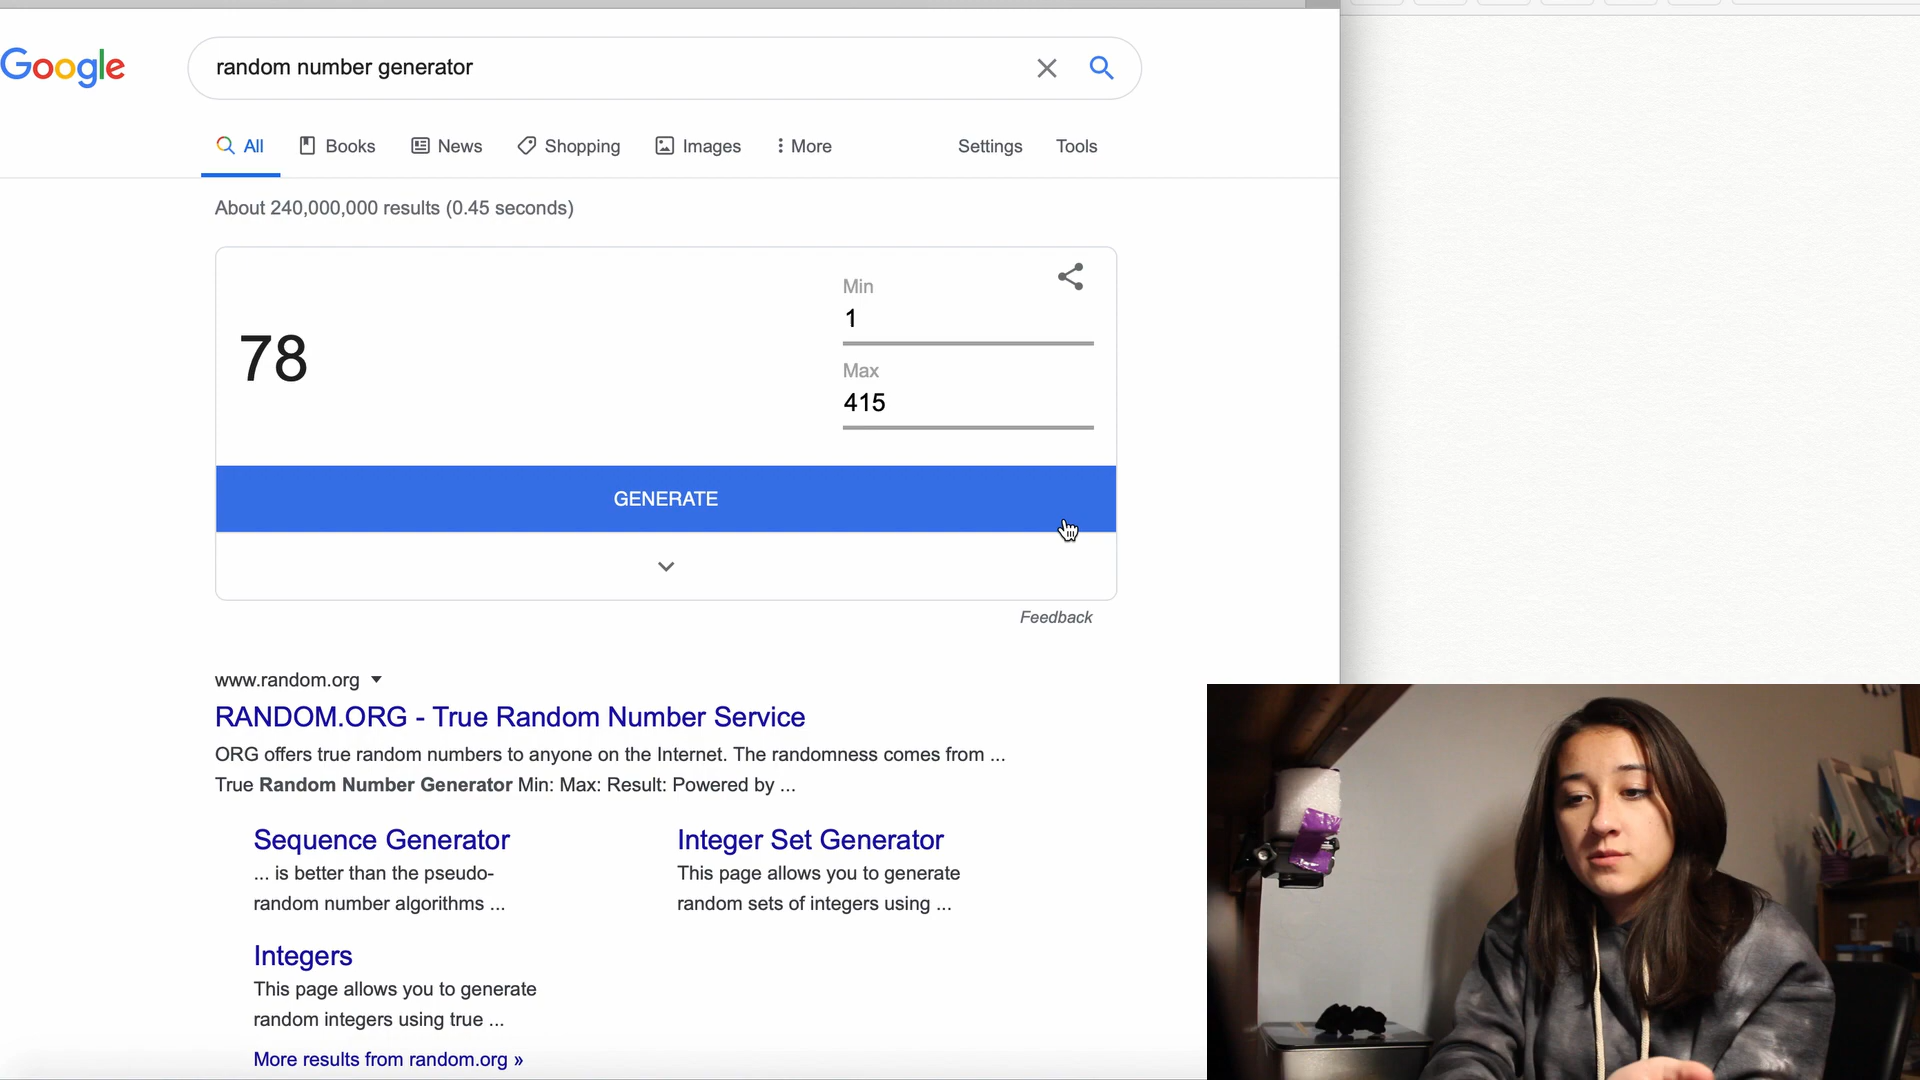 Google
random number generator
All Books News Shopping Images More Settings Tools
About 240,000,000 results (0.45 seconds)
Min
1
78
Max
415
GENERATE
Feedback
www.random.org
RANDOM.ORG - True Random Number Service
ORG offers true random numbers to anyone on the Internet. The randomness comes from ...
True Random Number Generator Min: Max: Result: Powered by ...
Sequence Generator
... is better than the pseudo-
random number algorithms ...
Integer Set Generator
This page allows you to generate
random sets of integers using ...
Integers
This page allows you to generate
random integers using true ...
More results from random.org »